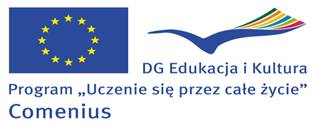 DG Edukacja i Kultura
Program „Uczenie się przez całe życie”
Comenius